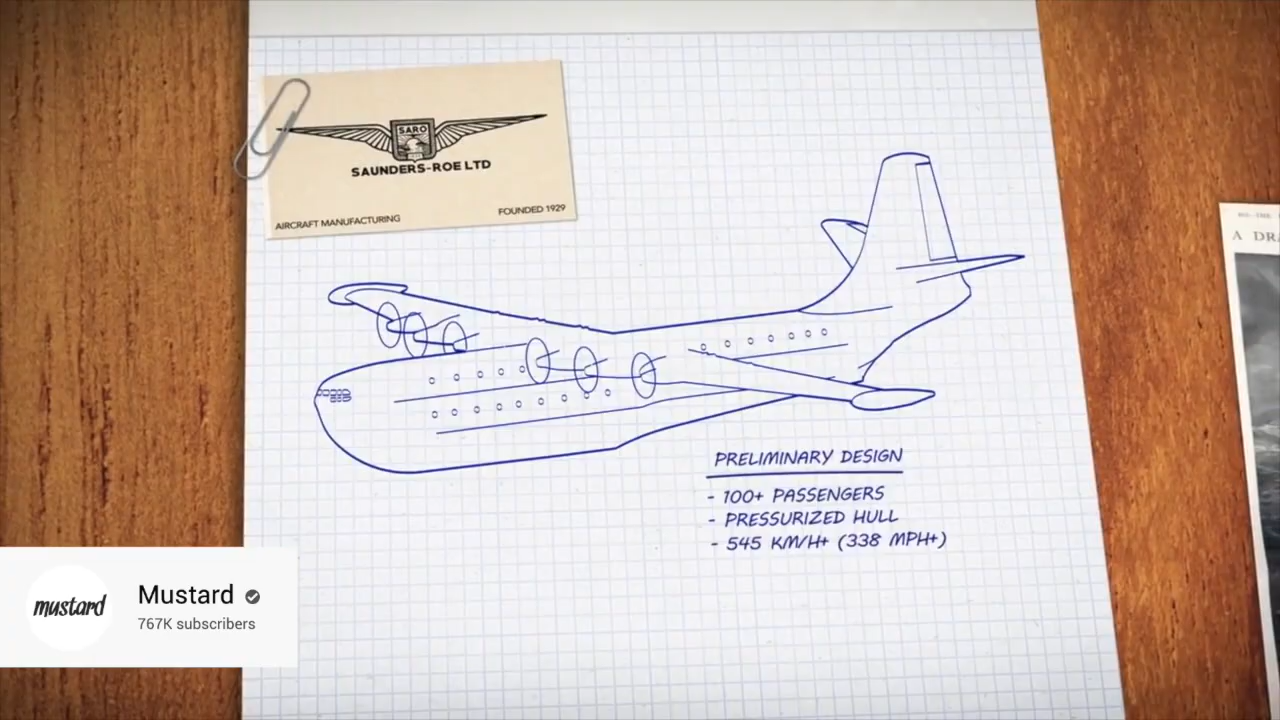 SARO
SAUNDERS-ROE LTD
AIRCRAFT MANUFACTURING
FOUNDED 1929
A
PRELIMINARY DESIGN
- 100+ PASSENGERS
- PRESSURIZED HULL
- 545 KM/H+ (338 MPH+)
mustard
Mustard
767K subscribers